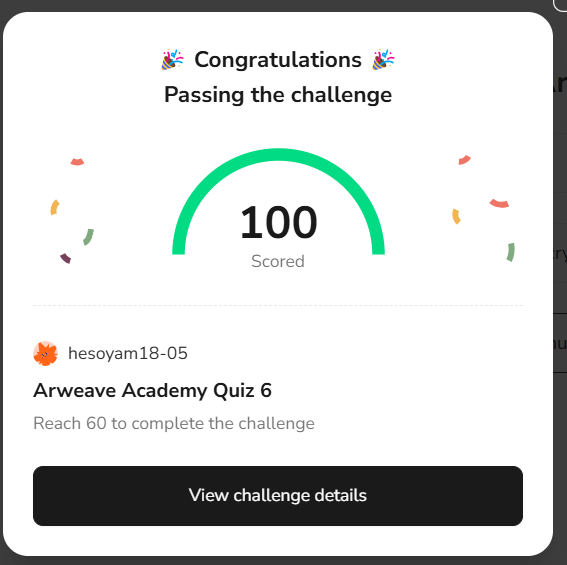 🎉 Congratulations 🎉
Passing the challenge
100
Scored
hesoyam18-05
Arweave Academy Quiz 6
Reach 60 to complete the challenge
View challenge details